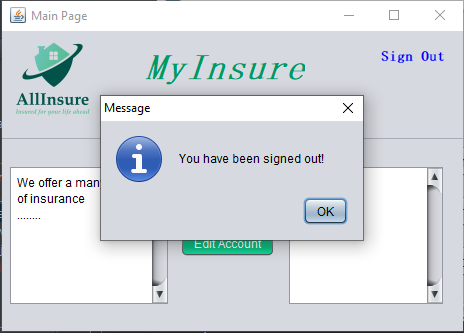 Main Page
MyInsure
Sign Out
AllInsure
Insured for your life ahead
Message
You have been signed out!
OK
We offer a man
of insurance
........
Edit Account